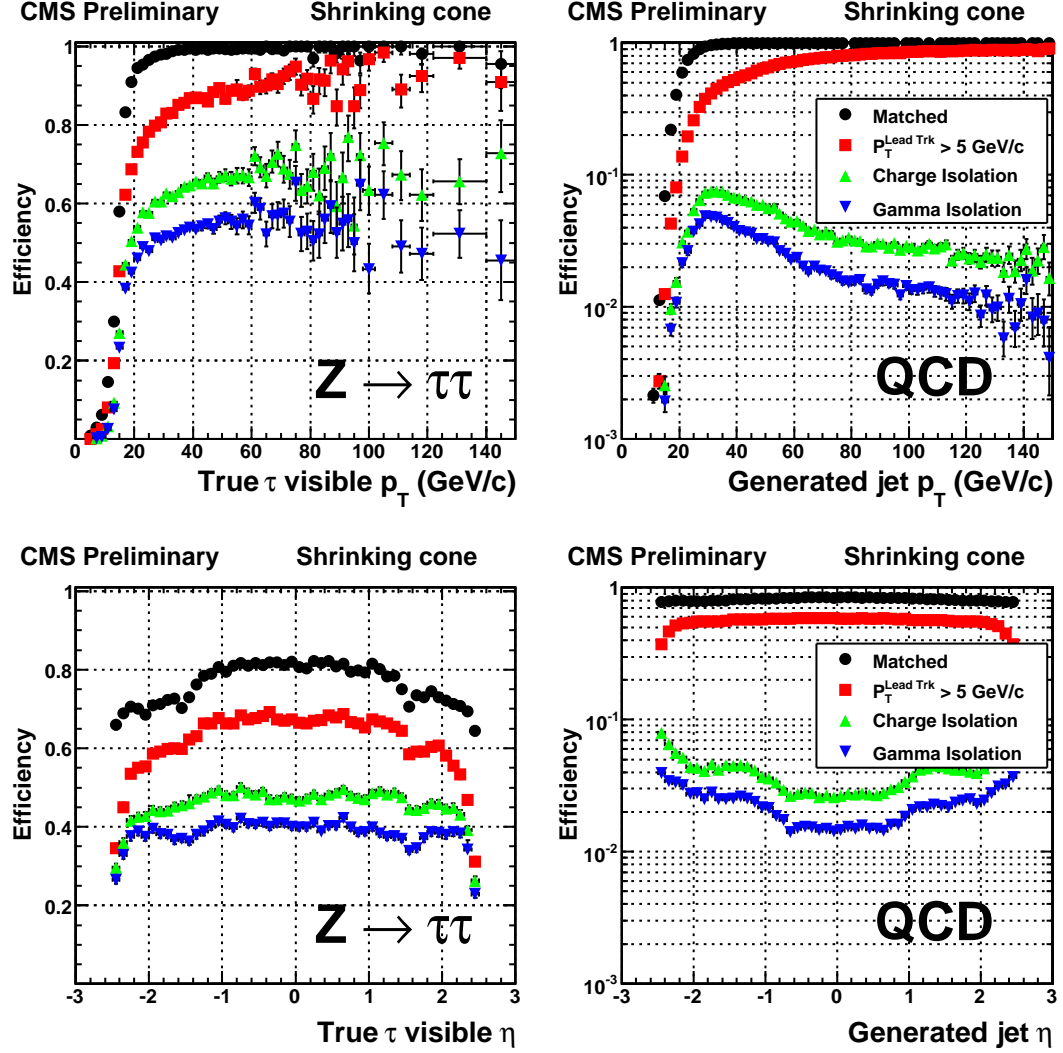 CMS Preliminary Shrinking cone
Efficiency
1
0.8
0.6
0.4
0.2
Z → ττ
0 20 40 60 80 100 120 140
True τ visible p_T (GeV/c)
CMS Preliminary Shrinking cone
Efficiency
1
10^-1
10^-2
10^-3
Matched
P_T^Lead Trk > 5 GeV/c
Charge Isolation
Gamma Isolation
QCD
0 20 40 60 80 100 120 140
Generated jet p_T (GeV/c)
CMS Preliminary Shrinking cone
Efficiency
1
0.8
0.6
0.4
0.2
Z → ττ
-3 -2 -1 0 1 2 3
True τ visible η
CMS Preliminary Shrinking cone
Efficiency
1
10^-1
10^-2
10^-3
Matched
P_T^Lead Trk > 5 GeV/c
Charge Isolation
Gamma Isolation
QCD
-3 -2 -1 0 1 2 3
Generated jet η